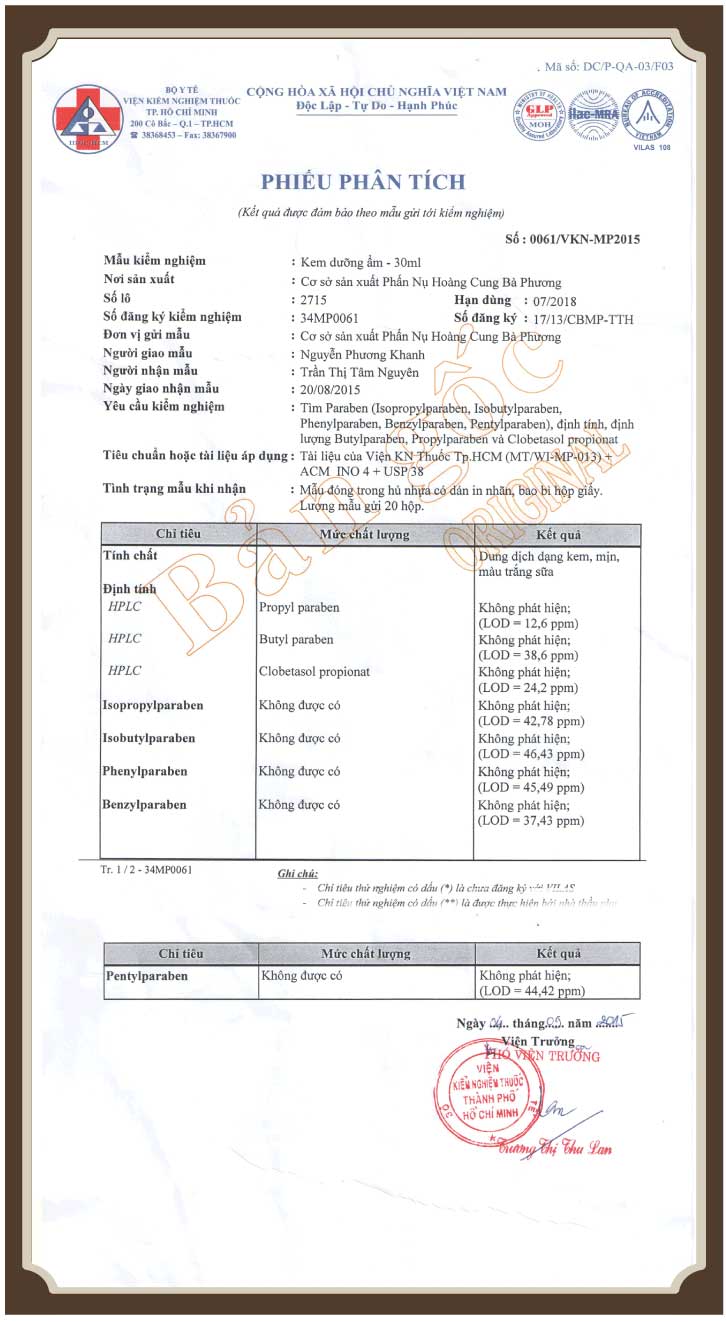 . Mã số: DC/P-QA-03/F03
BỘ Y TẾ
VIỆN KIỂM NGHIỆM THUỐC
TP. HỒ CHÍ MINH
200 Cô Bắc – Q.1 – TP.HCM
☎ 38368453 – Fax: 38367900
IDQC HCM
CỘNG HÒA XÃ HỘI CHỦ NGHĨA VIỆT NAM
Độc Lập - Tự Do - Hạnh Phúc
MINISTRY OF HEALTH
GLP
Approved
MOH
Quality Assured Laboratory
ilac-MRA
BUREAU OF ACCREDITATION
VIETNAM
VILAS 108
PHIẾU PHÂN TÍCH
(Kết quả được đảm bảo theo mẫu gửi tới kiểm nghiệm)
Số : 0061/VKN-MP2015
Mẫu kiểm nghiệm : Kem dưỡng ẩm - 30ml
Nơi sản xuất : Cơ sở sản xuất Phấn Nụ Hoàng Cung Bà Phương
Số lô : 2715 Hạn dùng : 07/2018
Số đăng ký kiểm nghiệm : 34MP0061 Số đăng ký : 17/13/CBMP-TTH
Đơn vị gửi mẫu : Cơ sở sản xuất Phấn Nụ Hoàng Cung Bà Phương
Người giao mẫu : Nguyễn Phương Khanh
Người nhận mẫu : Trần Thị Tâm Nguyên
Ngày giao nhận mẫu : 20/08/2015
Yêu cầu kiểm nghiệm : Tìm Paraben (Isopropylparaben, Isobutylparaben,
Phenylparaben, Benzylparaben, Pentylparaben), định tính, định
lượng Butylparaben, Propylparaben và Clobetasol propionat
Tiêu chuẩn hoặc tài liệu áp dụng : Tài liệu của Viện KN Thuốc Tp.HCM (MT/WI-MP-013) +
ACM INO 4 + USP 38
Tình trạng mẫu khi nhận : Mẫu đóng trong hủ nhựa có dán in nhãn, bao bì hộp giấy.
Lượng mẫu gửi 20 hộp.
Bản gốc
ORIGINAL
Chỉ tiêu Mức chất lượng Kết quả
Tính chất Dung dịch dạng kem, mịn,
màu trắng sữa
Định tính
HPLC Propyl paraben Không phát hiện;
(LOD = 12,6 ppm)
HPLC Butyl paraben Không phát hiện;
(LOD = 38,6 ppm)
HPLC Clobetasol propionat Không phát hiện;
(LOD = 24,2 ppm)
Isopropylparaben Không được có Không phát hiện;
(LOD = 42,78 ppm)
Isobutylparaben Không được có Không phát hiện;
(LOD = 46,43 ppm)
Phenylparaben Không được có Không phát hiện;
(LOD = 45,49 ppm)
Benzylparaben Không được có Không phát hiện;
(LOD = 37,43 ppm)
Tr. 1 / 2 - 34MP0061
Ghi chú:
- Chỉ tiêu thử nghiệm có dấu (*) là chưa đăng ký với VILAS
- Chỉ tiêu thử nghiệm có dấu (**) là được thực hiện bởi nhà thầu phụ
Chỉ tiêu Mức chất lượng Kết quả
Pentylparaben Không được có Không phát hiện;
(LOD = 44,42 ppm)
Ngày 04 tháng 09 năm 2015
Viện Trưởng
PHÓ VIỆN TRƯỞNG
VIỆN
KIỂM NGHIỆM THUỐC
THÀNH PHỐ
HỒ CHÍ MINH
Trương Thị Thu Lan